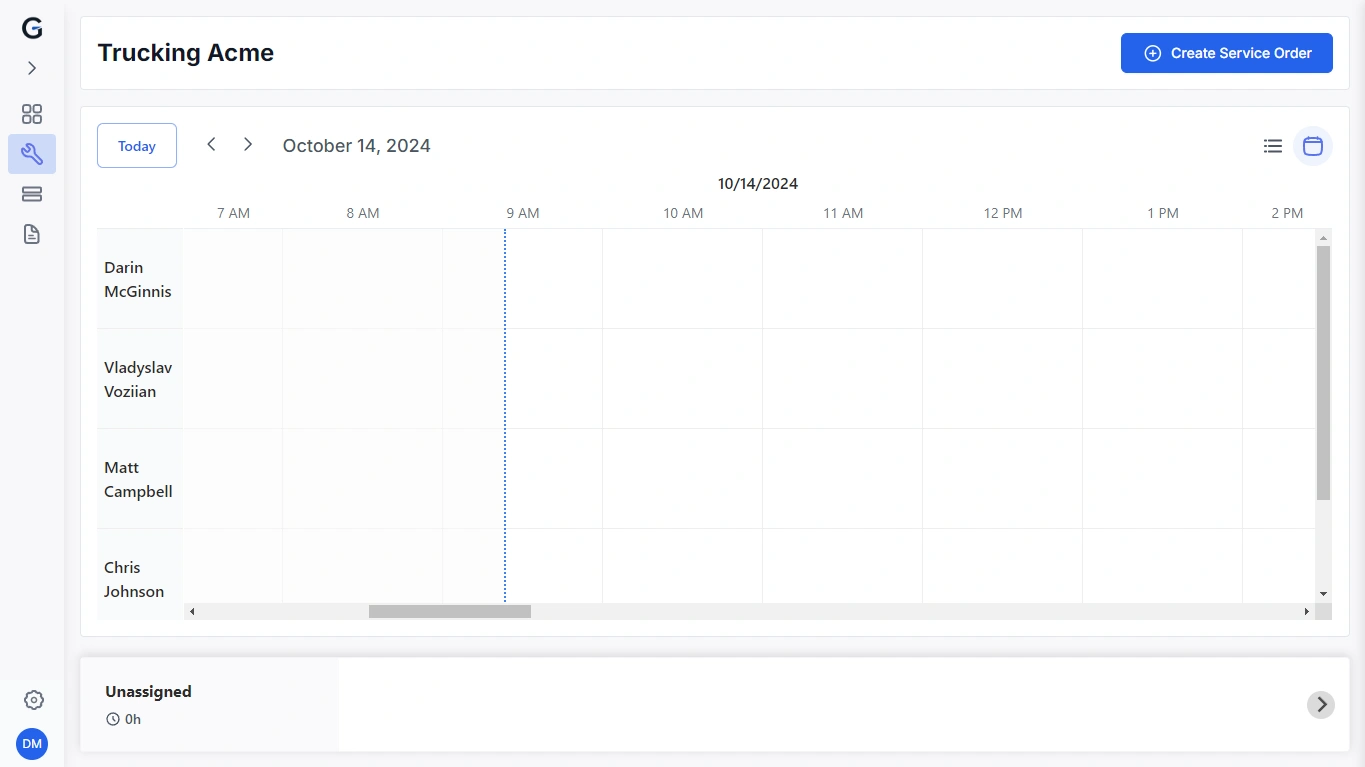 G
Trucking Acme
Create Service Order
Today
October 14, 2024
10/14/2024
7 AM 8 AM 9 AM 10 AM 11 AM 12 PM 1 PM 2 PM
Darin
McGinnis
Vladyslav
Voziian
Matt
Campbell
Chris
Johnson
Unassigned
0h
DM